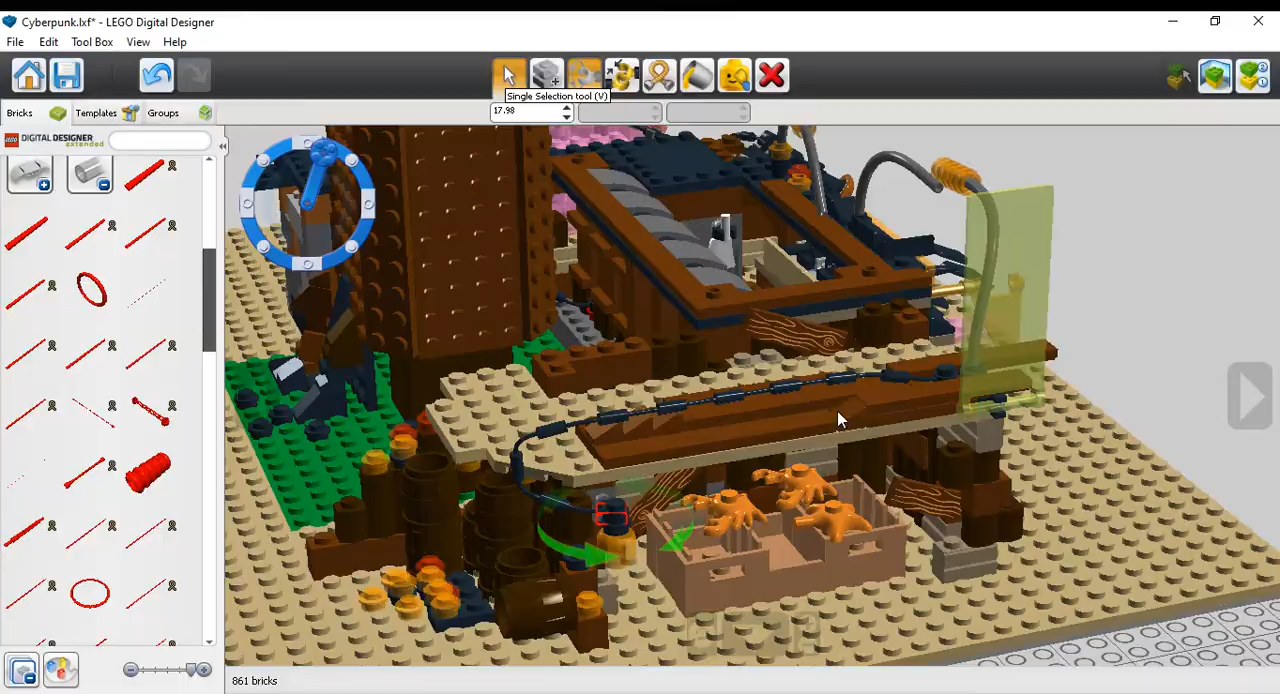 Cyberpunk.lxf* - LEGO Digital Designer
File Edit Tool Box View Help
Single Selection tool (V)
Bricks Templates Groups
17.98
LEGO DIGITAL DESIGNER
extended
861 bricks